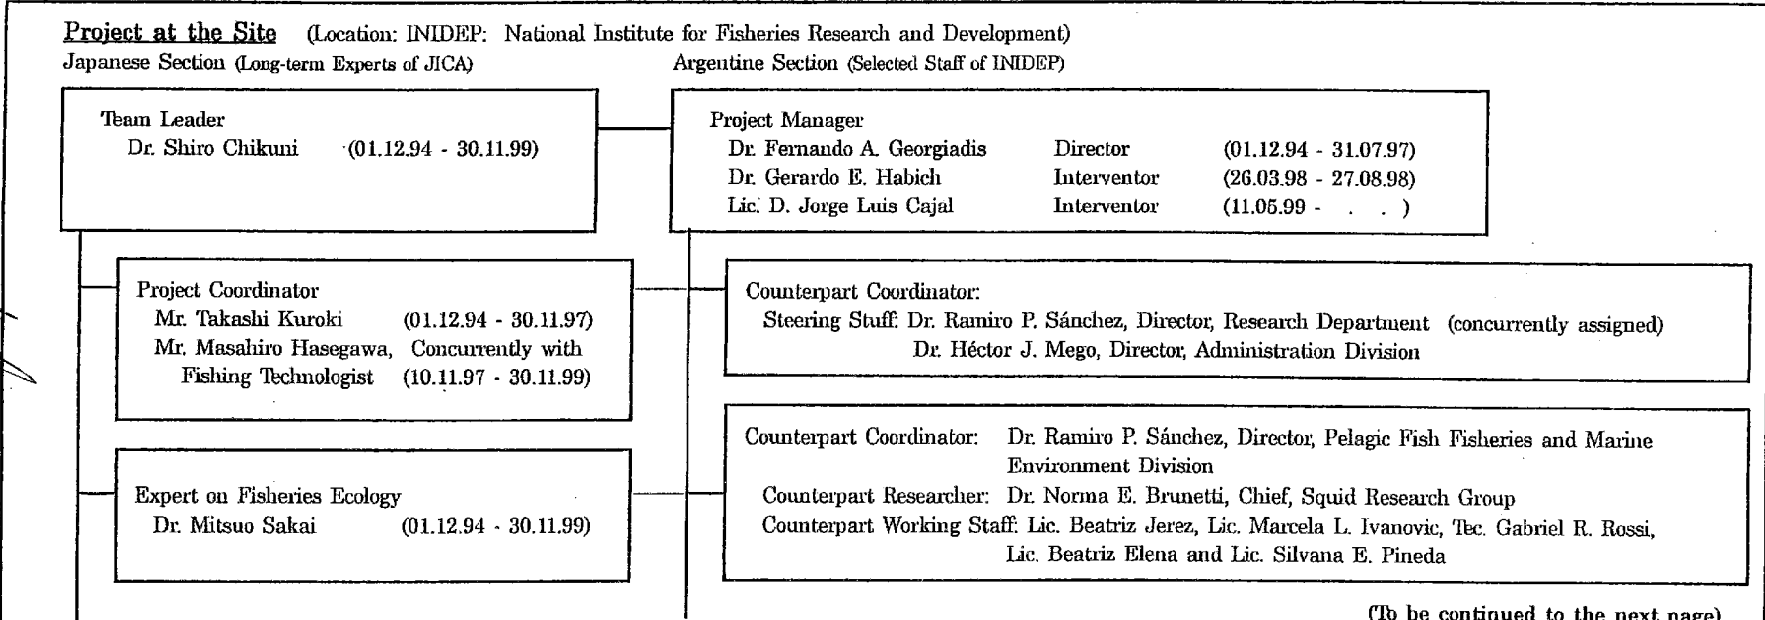 Project at the Site (Location: INIDEP: National Institute for Fisheries Research and Development)
Japanese Section (Long-term Experts of JICA) Argentine Section (Selected Staff of INIDEP)
Team Leader
Dr. Shiro Chikuni (01.12.94 - 30.11.99)
Project Manager
Dr. Fernando A. Georgiadis Director (01.12.94 - 31.07.97)
Dr. Gerardo E. Habich Interventor (26.03.98 - 27.08.98)
Lic. D. Jorge Luis Cajal Interventor (11.05.99 - . . )
Project Coordinator
Mr. Takashi Kuroki (01.12.94 - 30.11.97)
Mr. Masahiro Hasegawa, Concurrently with
Fishing Technologist (10.11.97 - 30.11.99)
Counterpart Coordinator:
Steering Stuff: Dr. Ramiro P. Sánchez, Director, Research Department (concurrently assigned)
Dr. Héctor J. Mego, Director, Administration Division
Expert on Fisheries Ecology
Dr. Mitsuo Sakai (01.12.94 - 30.11.99)
Counterpart Coordinator: Dr. Ramiro P. Sánchez, Director, Pelagic Fish Fisheries and Marine
Environment Division
Counterpart Researcher: Dr. Norma E. Brunetti, Chief, Squid Research Group
Counterpart Working Staff: Lic. Beatriz Jerez, Lic. Marcela L. Ivanovic, Tec. Gabriel R. Rossi,
Lic. Beatriz Elena and Lic. Silvana E. Pineda
(To be continued to the next page)